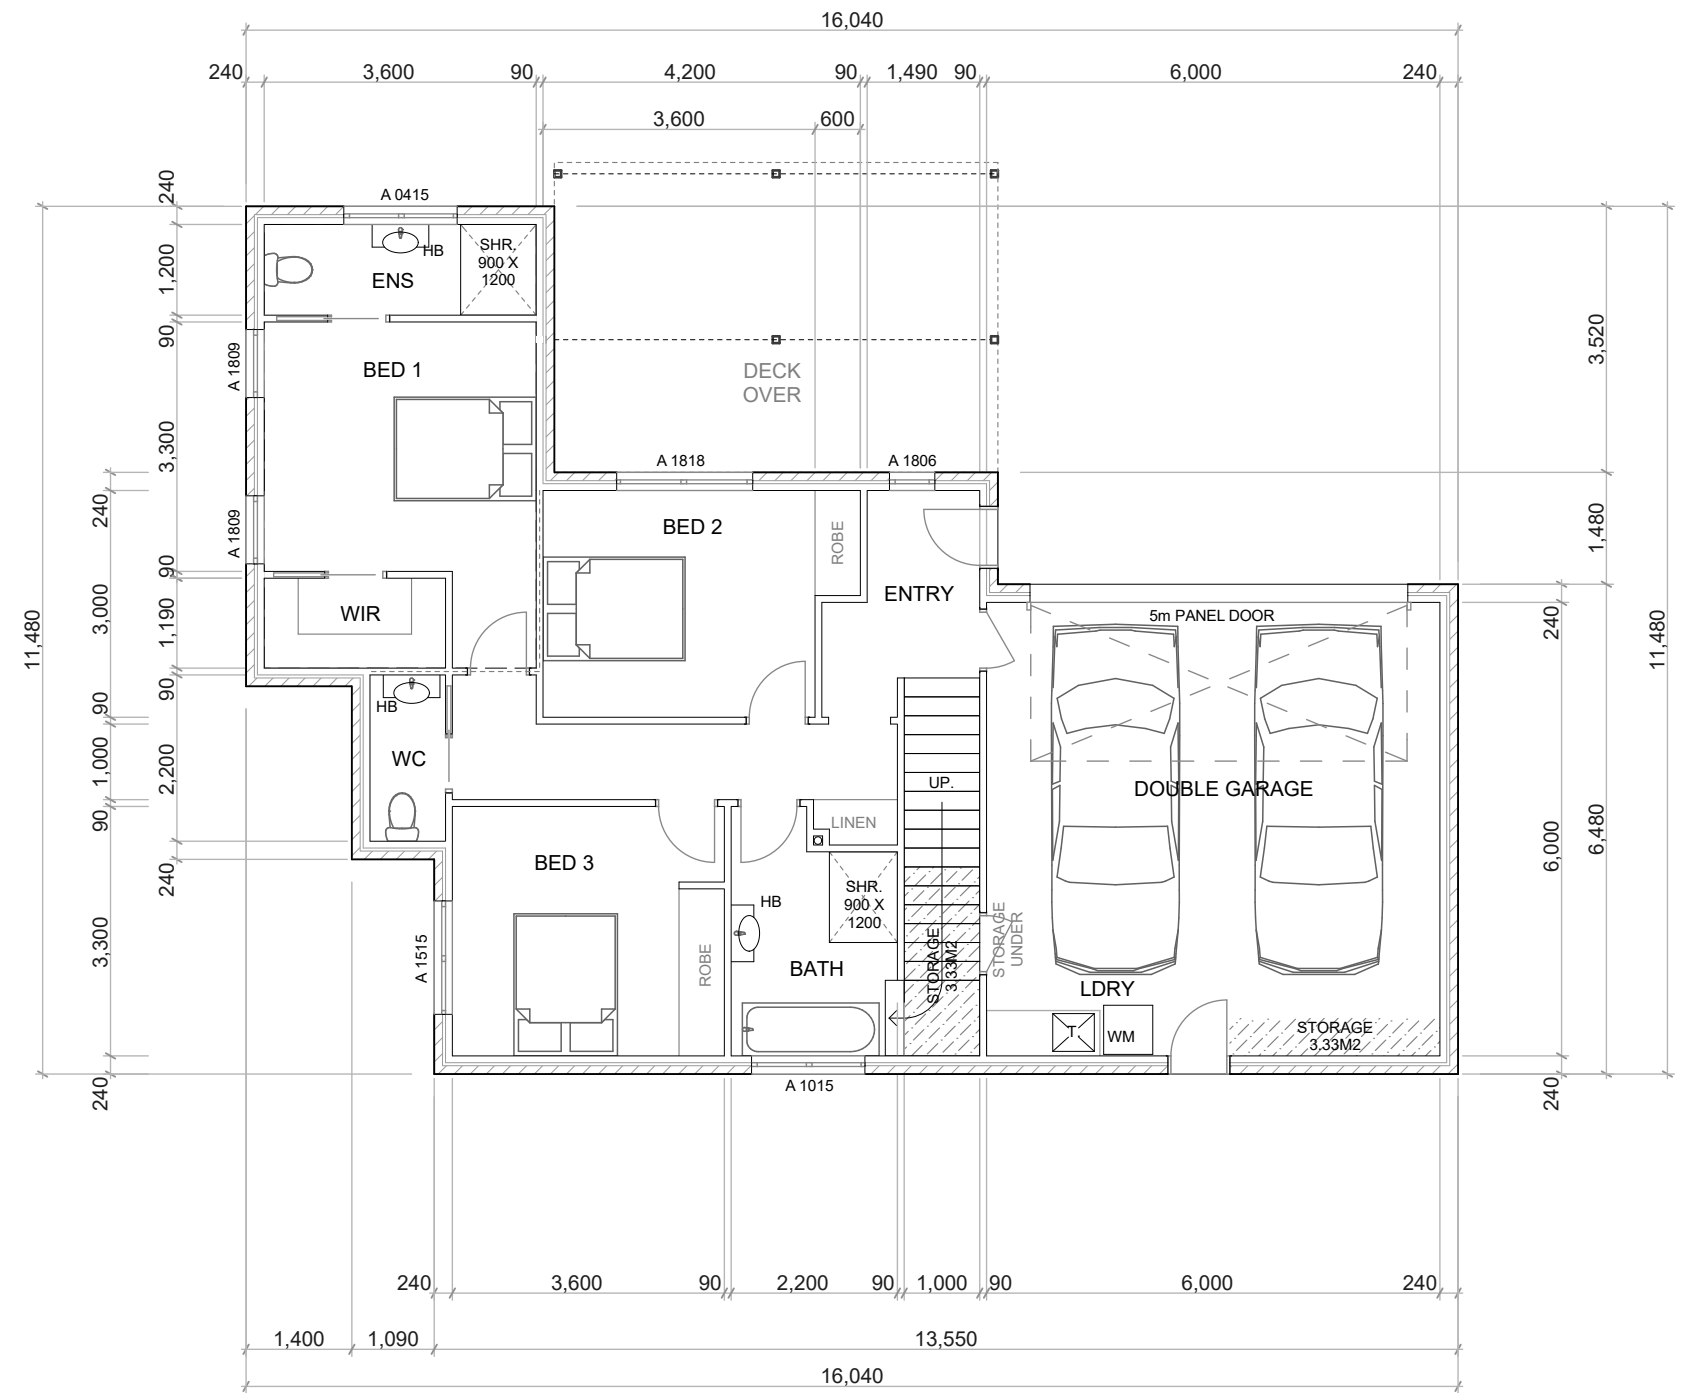 16,040
240
3,600
90
4,200
90
1,490
90
6,000
240
3,600
600
240
1,200
90
3,300
90
1,190
90
2,200
240
11,480
240
3,000
90
1,000
90
3,300
240
A 0415
HB
SHR.
900 X
1200
ENS
A 1809
BED 1
A 1809
WIR
DECK
OVER
A 1818
A 1806
BED 2
ROBE
ENTRY
5m PANEL DOOR
HB
WC
UP.
DOUBLE GARAGE
LINEN
BED 3
SHR.
900 X
1200
HB
A 1515
ROBE
BATH
STORAGE
3.33M2
STORAGE
UNDER
LDRY
T.
WM
STORAGE
3.33M2
A 1015
3,520
1,480
6,480
240
6,000
240
11,480
240
3,600
90
2,200
90
1,000
90
6,000
240
1,400
1,090
13,550
16,040